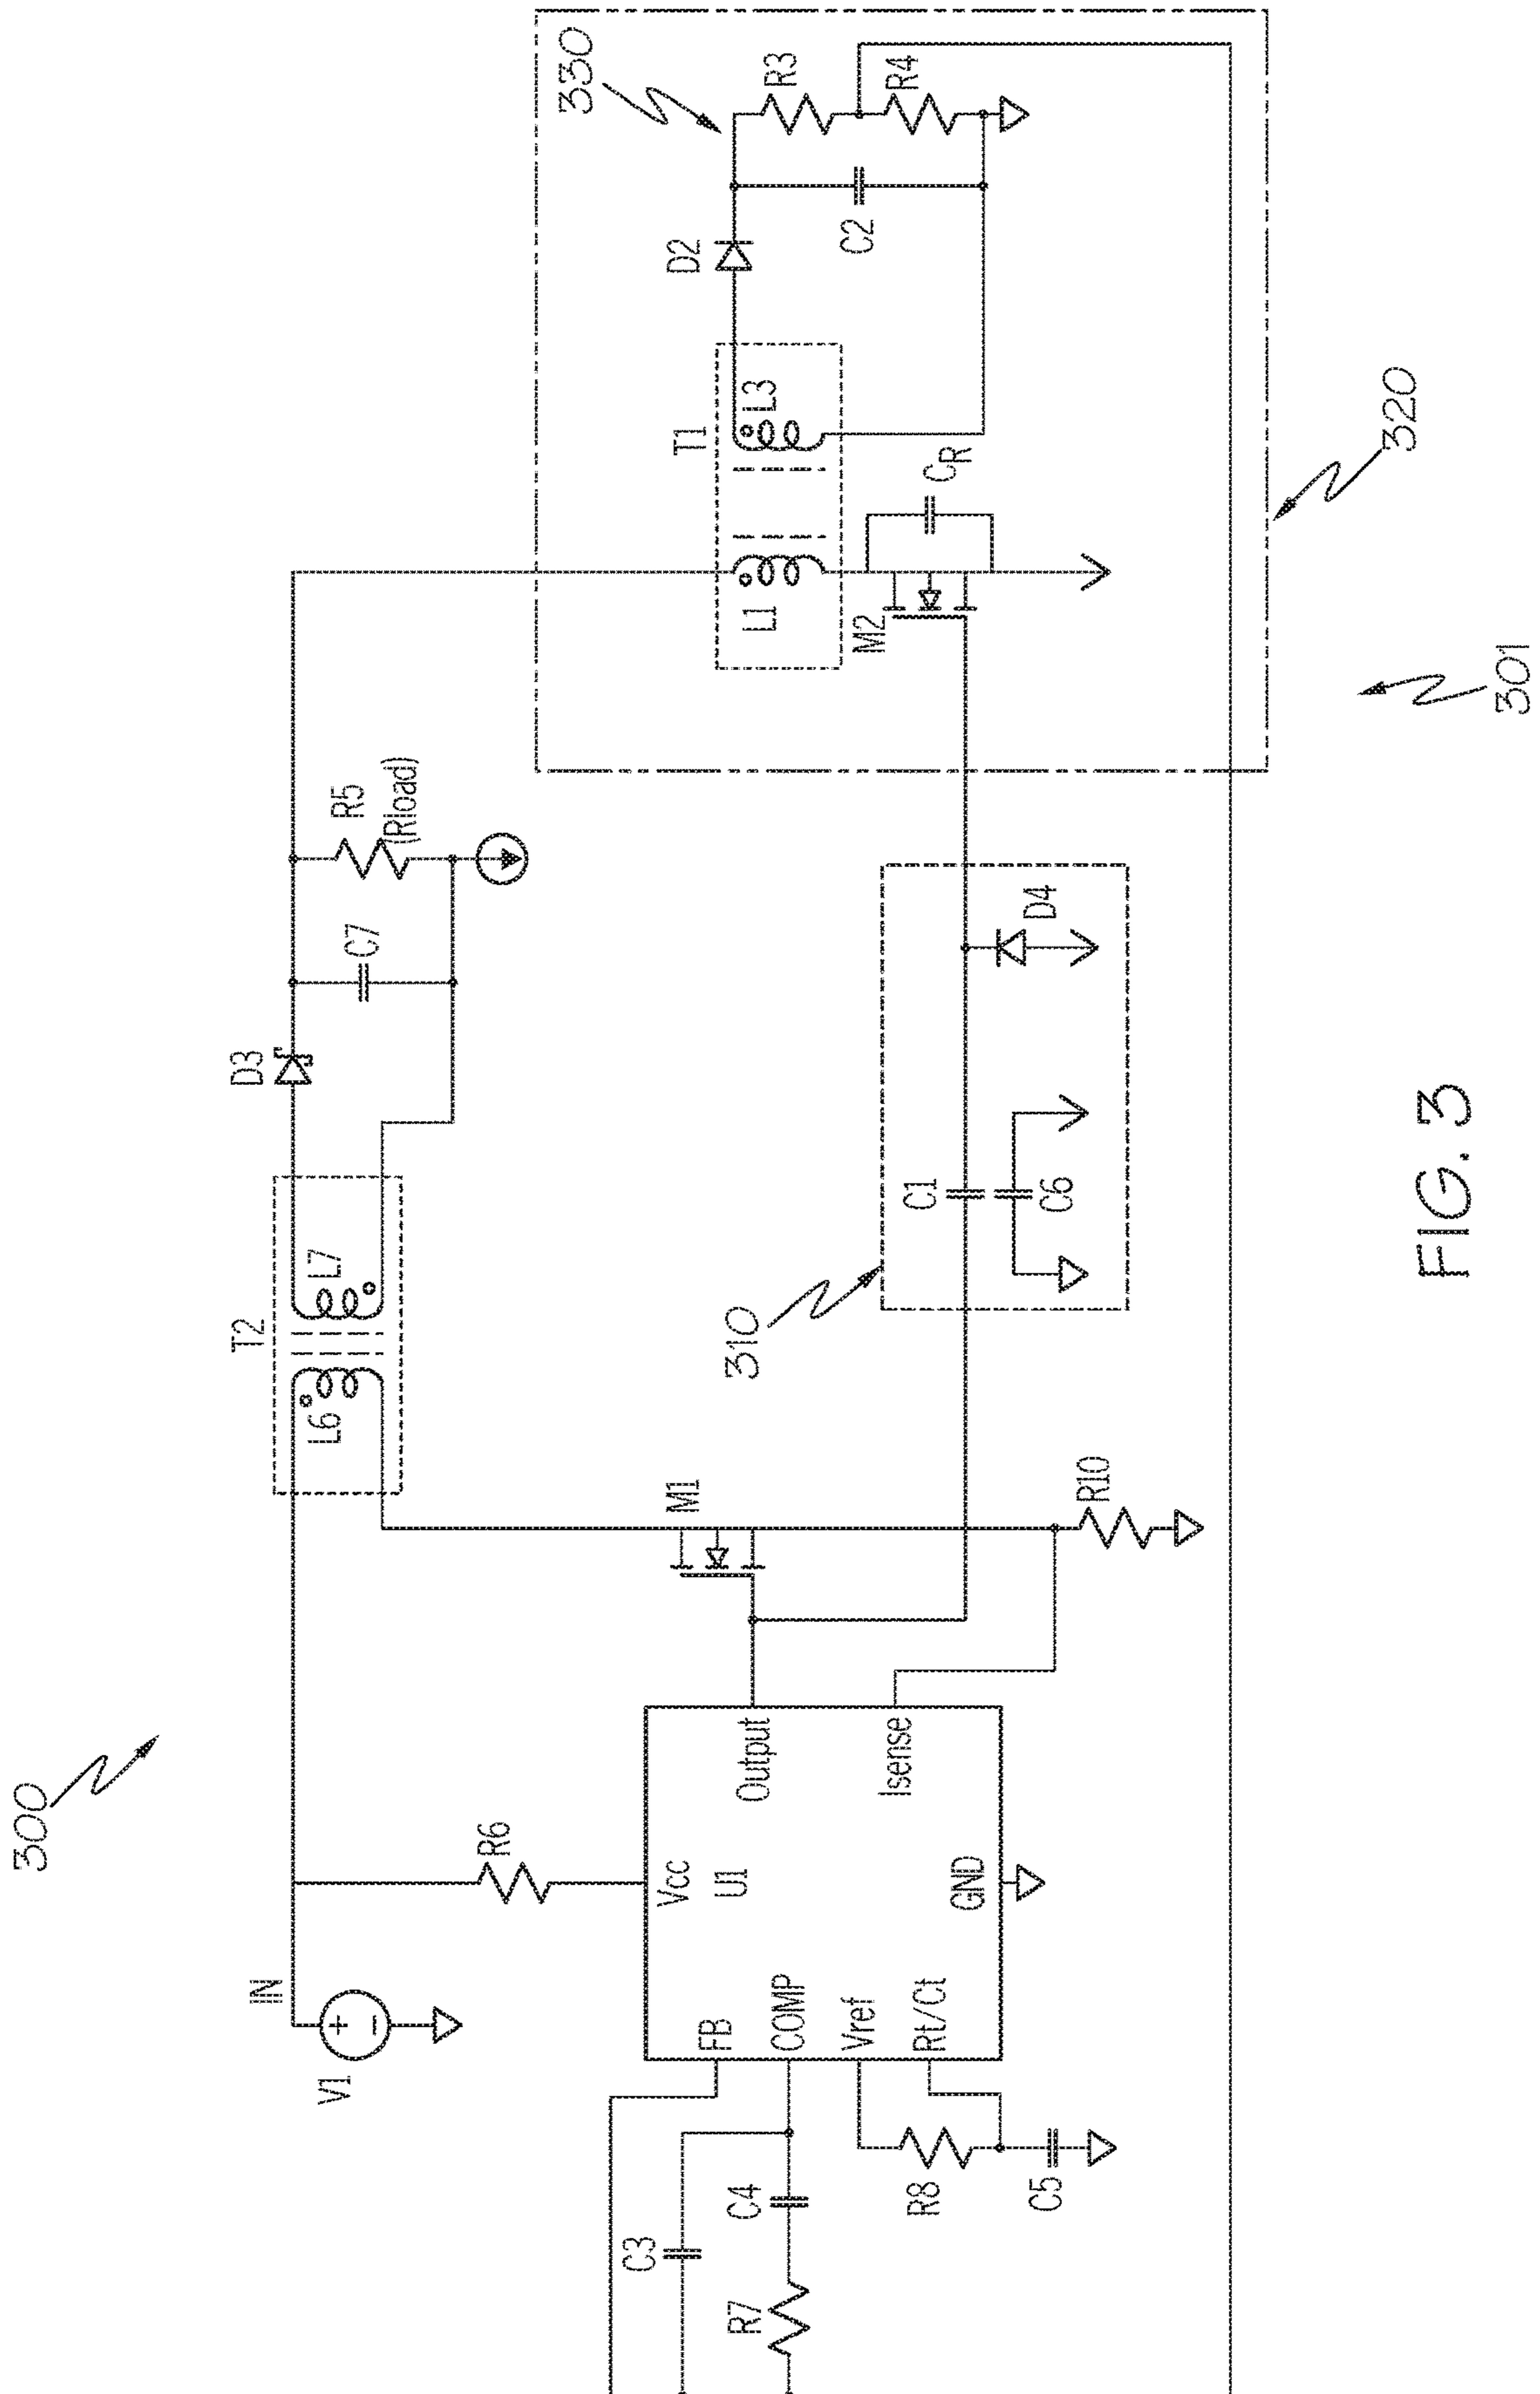 300
IN
V1
R6
T2
L6
L7
D3
C7
R5
(Rload)
330
R3
R4
D2
C2
T1
L1
L3
M2
CR
320
301
M1
310
C1
C6
D4
R10
Vcc
U1
Output
Isense
GND
FB
COMP
Vref
Rt/Ct
C3
C4
R7
R8
C5
FIG. 3